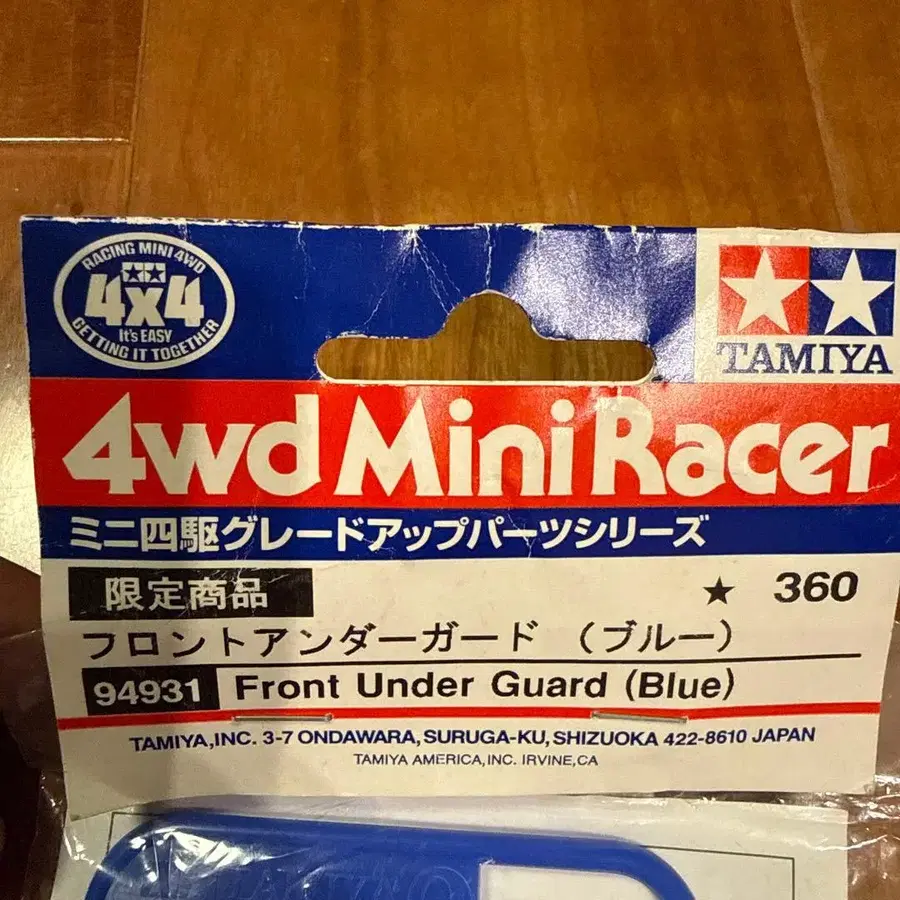 RACING MINI 4WD
4x4
It's EASY
GETTING IT TOGETHER
TAMIYA
4wd Mini Racer
ミニ四駆グレードアップパーツシリーズ
限定商品
★ 360
フロントアンダーガード (ブルー)
94931 Front Under Guard (Blue)
TAMIYA,INC. 3-7 ONDAWARA, SURUGA-KU, SHIZUOKA 422-8610 JAPAN
TAMIYA AMERICA,INC. IRVINE,CA